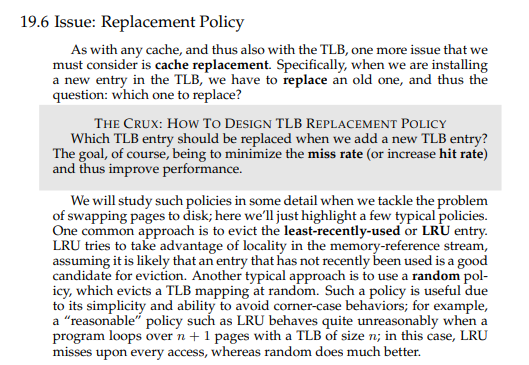 19.6 Issue: Replacement Policy
As with any cache, and thus also with the TLB, one more issue that we
must consider is cache replacement. Specifically, when we are installing
a new entry in the TLB, we have to replace an old one, and thus the
question: which one to replace?
THE CRUX: HOW TO DESIGN TLB REPLACEMENT POLICY
Which TLB entry should be replaced when we add a new TLB entry?
The goal, of course, being to minimize the miss rate (or increase hit rate)
and thus improve performance.
We will study such policies in some detail when we tackle the problem
of swapping pages to disk; here we'll just highlight a few typical policies.
One common approach is to evict the least-recently-used or LRU entry.
LRU tries to take advantage of locality in the memory-reference stream,
assuming it is likely that an entry that has not recently been used is a good
candidate for eviction. Another typical approach is to use a random pol-
icy, which evicts a TLB mapping at random. Such a policy is useful due
to its simplicity and ability to avoid corner-case behaviors; for example,
a "reasonable" policy such as LRU behaves quite unreasonably when a
program loops over n + 1 pages with a TLB of size n; in this case, LRU
misses upon every access, whereas random does much better.